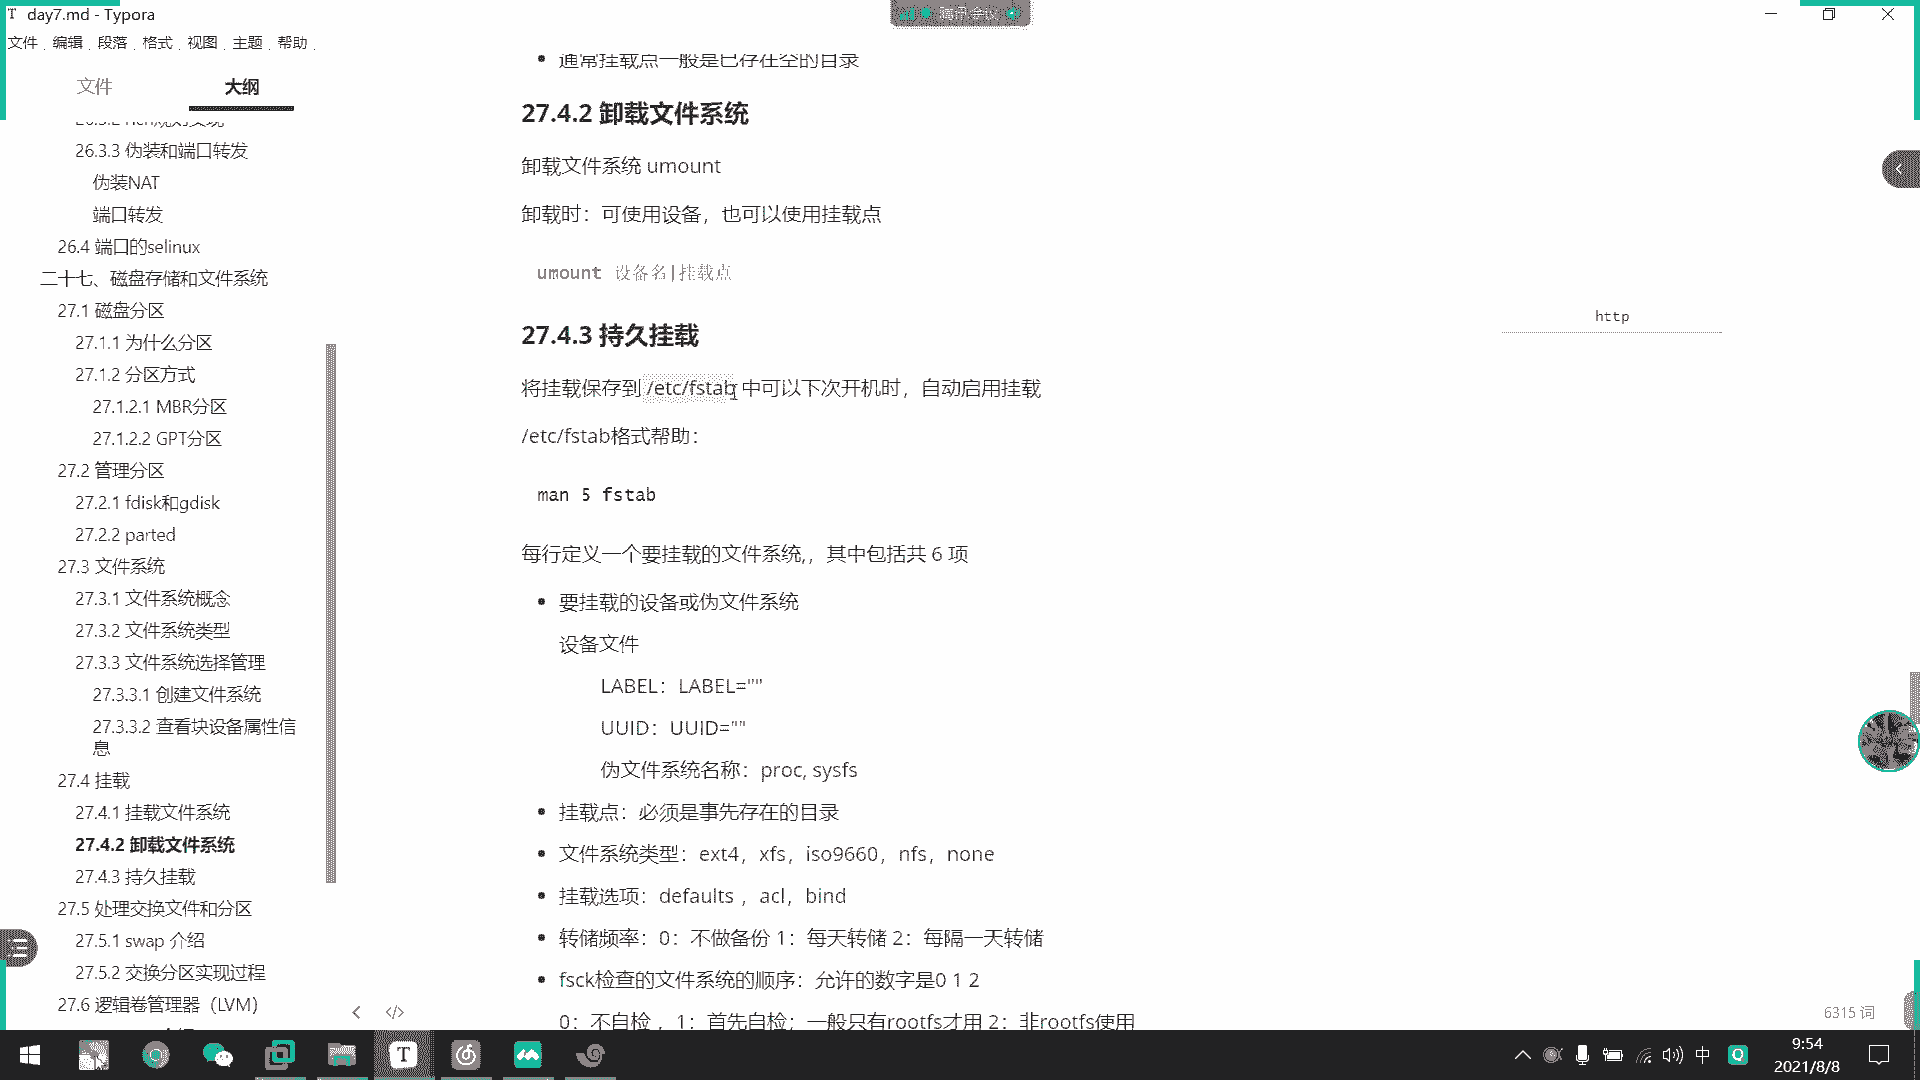 day7.md - Typora
腾讯会议
文件 编辑 段落 格式 视图 主题 帮助
文件
大纲
26.3.3 伪装和端口转发
伪装NAT
端口转发
26.4 端口的selinux
二十七、磁盘存储和文件系统
27.1 磁盘分区
27.1.1 为什么分区
27.1.2 分区方式
27.1.2.1 MBR分区
27.1.2.2 GPT分区
27.2 管理分区
27.2.1 fdisk和gdisk
27.2.2 parted
27.3 文件系统
27.3.1 文件系统概念
27.3.2 文件系统类型
27.3.3 文件系统选择管理
27.3.3.1 创建文件系统
27.3.3.2 查看块设备属性信
息
27.4 挂载
27.4.1 挂载文件系统
27.4.2 卸载文件系统
27.4.3 持久挂载
27.5 处理交换文件和分区
27.5.1 swap 介绍
27.5.2 交换分区实现过程
27.6 逻辑卷管理器（LVM）
通常挂载点一般是已存在空的目录
27.4.2 卸载文件系统
卸载文件系统 umount
卸载时：可使用设备，也可以使用挂载点
umount 设备名|挂载点
27.4.3 持久挂载
将挂载保存到 /etc/fstab 中可以下次开机时，自动启用挂载
/etc/fstab格式帮助：
man 5 fstab
每行定义一个要挂载的文件系统,，其中包括共 6 项
要挂载的设备或伪文件系统
设备文件
LABEL：LABEL=""
UUID：UUID=""
伪文件系统名称：proc, sysfs
挂载点：必须是事先存在的目录
文件系统类型：ext4，xfs，iso9660，nfs，none
挂载选项：defaults ，acl，bind
转储频率：0：不做备份 1：每天转储 2：每隔一天转储
fsck检查的文件系统的顺序：允许的数字是0 1 2
0：不自检 ，1：首先自检；一般只有rootfs才用 2：非rootfs使用
http
6315 词
中
9:54
2021/8/8